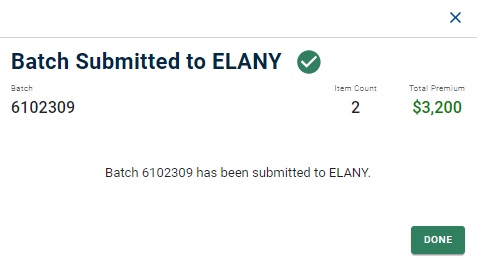 Batch Submitted to ELANY
Batch Item Count Total Premium
6102309 2 $3,200
Batch 6102309 has been submitted to ELANY.
DONE